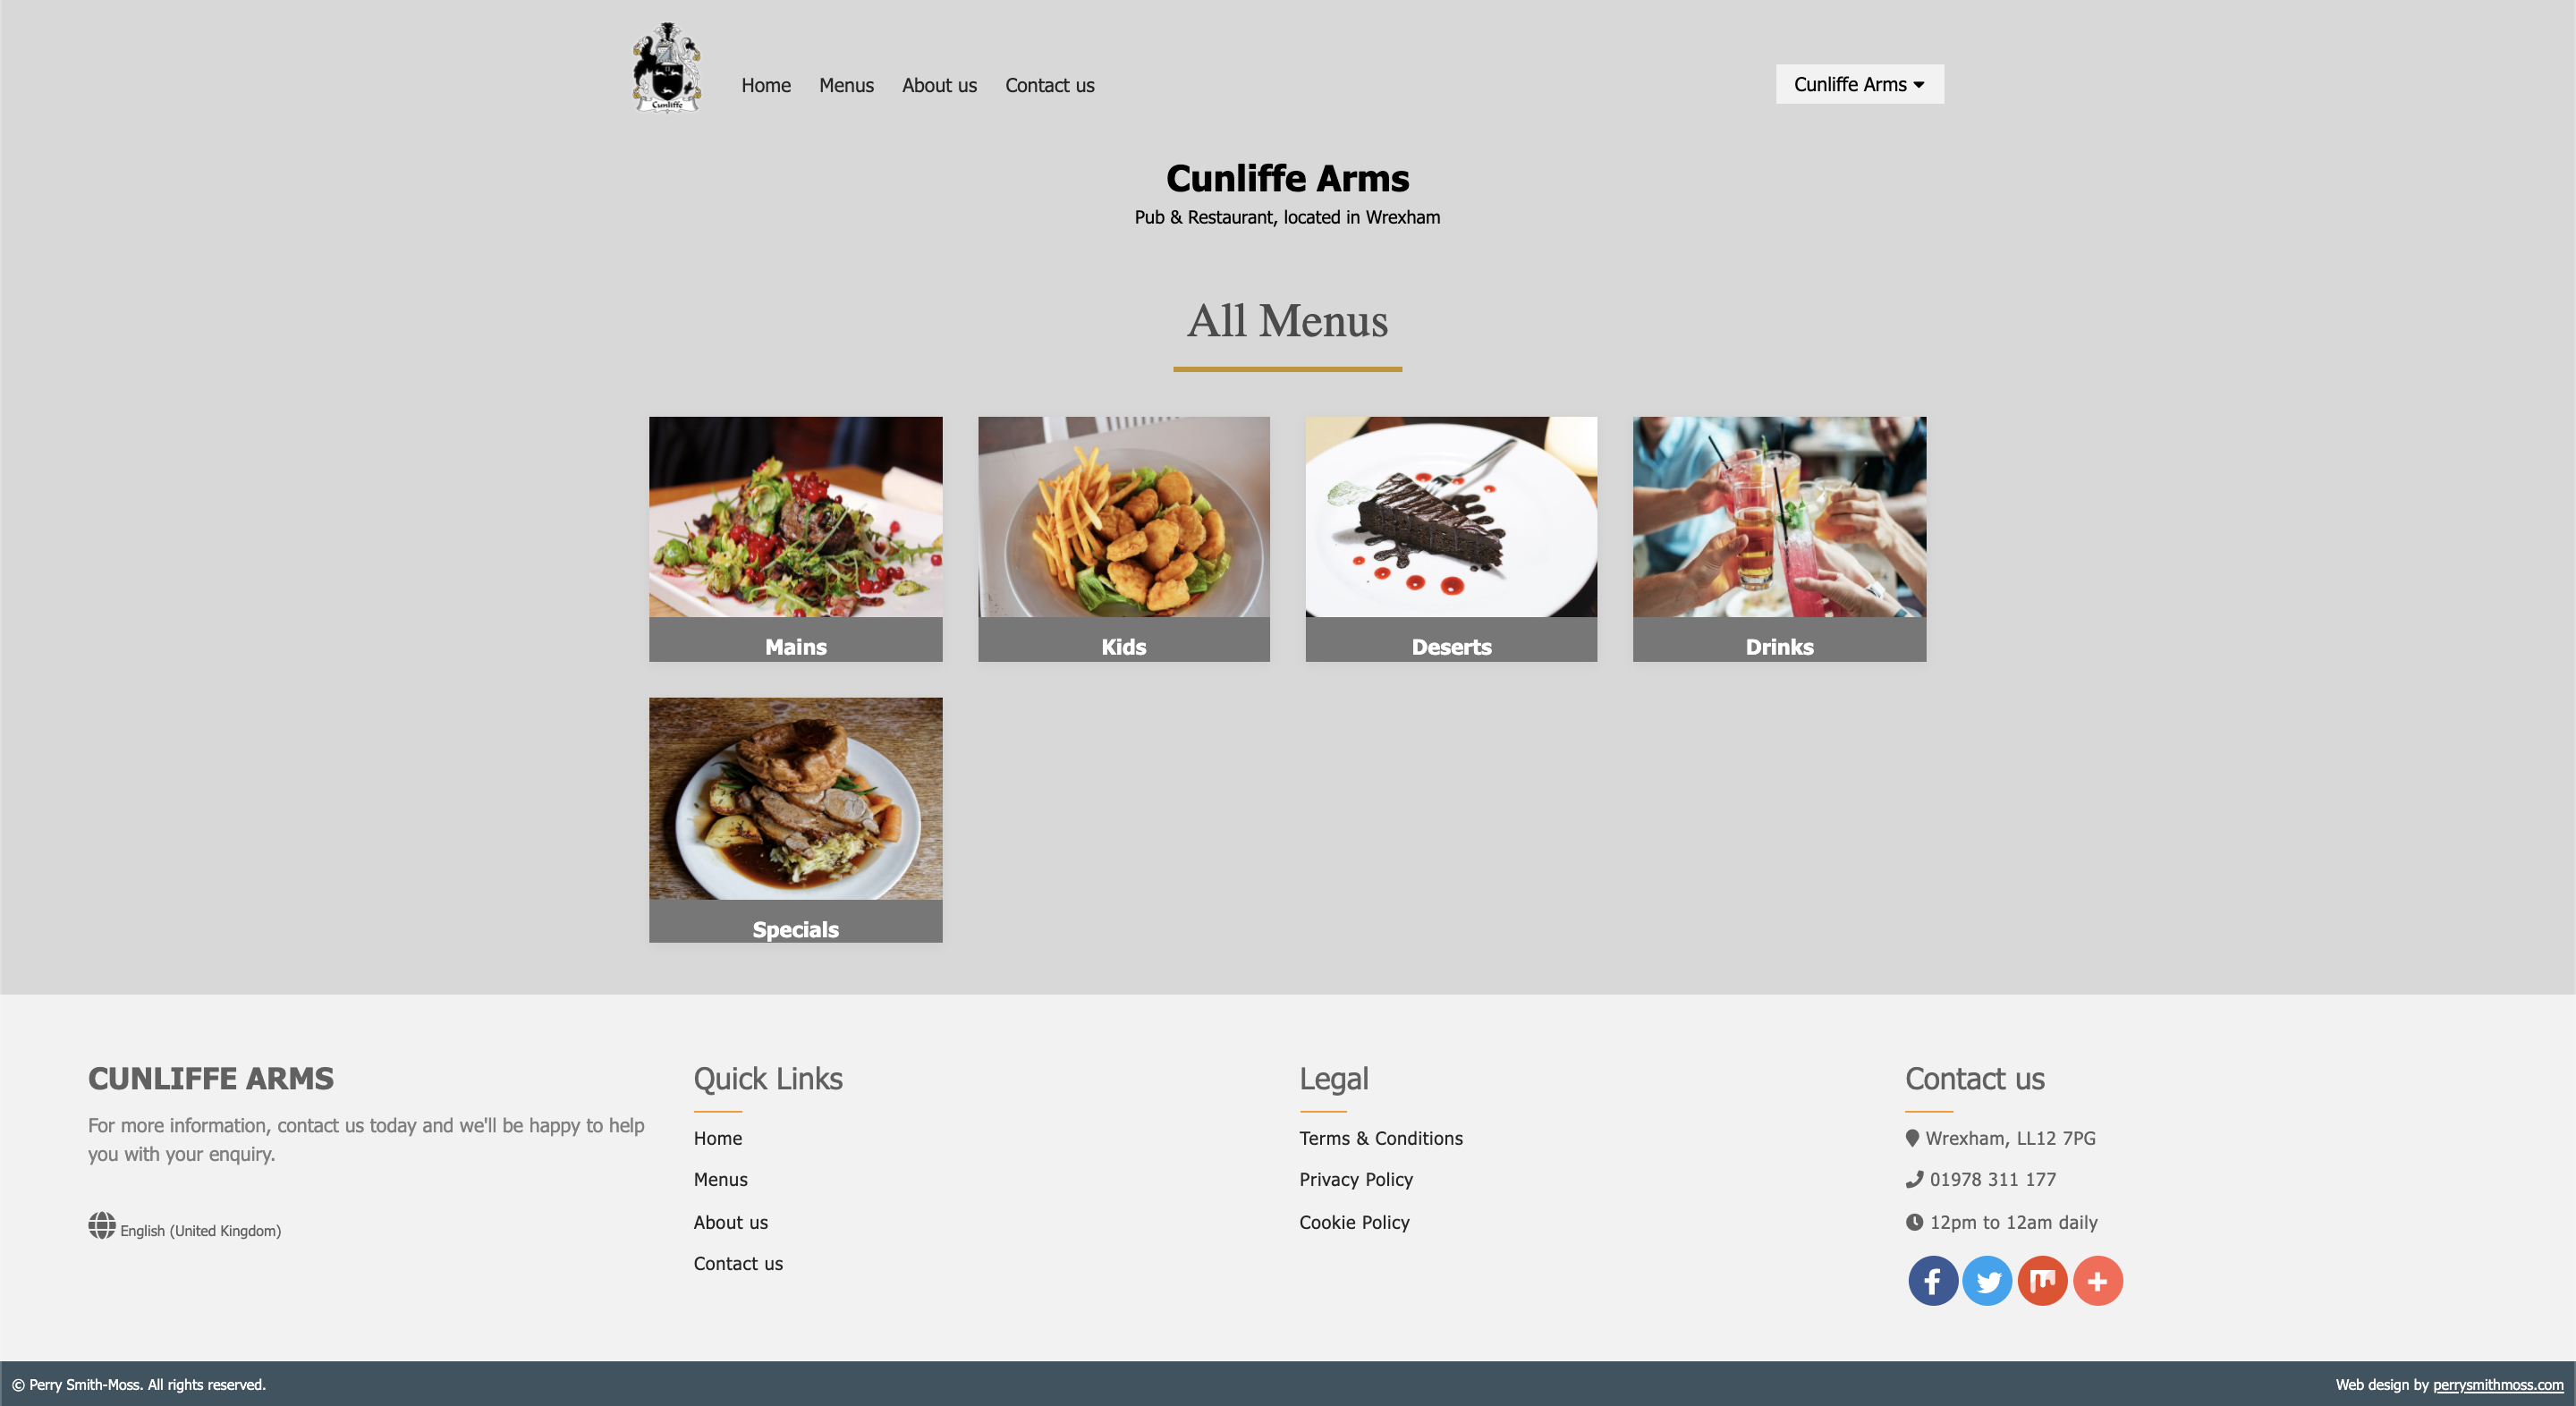 Cunliffe
Home Menus About us Contact us
Cunliffe Arms
Cunliffe Arms
Pub & Restaurant, located in Wrexham
All Menus
Mains
Kids
Deserts
Drinks
Specials
CUNLIFFE ARMS
For more information, contact us today and we'll be happy to help
you with your enquiry.
English (United Kingdom)
Quick Links
Home
Menus
About us
Contact us
Legal
Terms & Conditions
Privacy Policy
Cookie Policy
Contact us
Wrexham, LL12 7PG
01978 311 177
12pm to 12am daily
© Perry Smith-Moss. All rights reserved.
Web design by perrysmithmoss.com